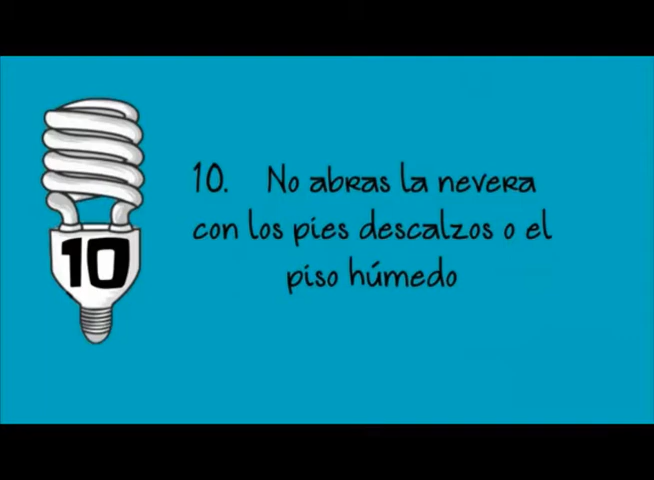 10
10. No abras la nevera
con los pies descalzos o el
piso húmedo